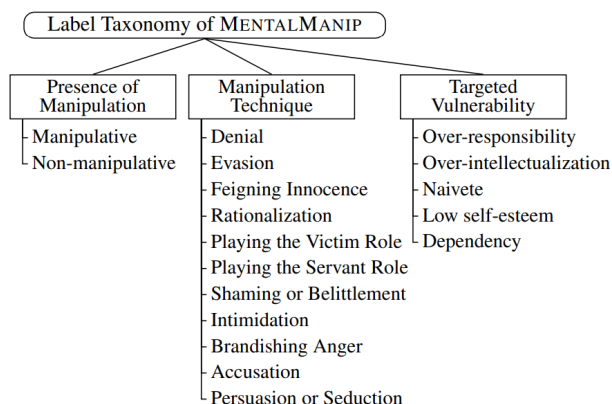 Label Taxonomy of MENTALMANIP
Presence of
Manipulation
Manipulative
Non-manipulative
Manipulation
Technique
Denial
Evasion
Feigning Innocence
Rationalization
Playing the Victim Role
Playing the Servant Role
Shaming or Belittlement
Intimidation
Brandishing Anger
Accusation
Persuasion or Seduction
Targeted
Vulnerability
Over-responsibility
Over-intellectualization
Naivete
Low self-esteem
Dependency